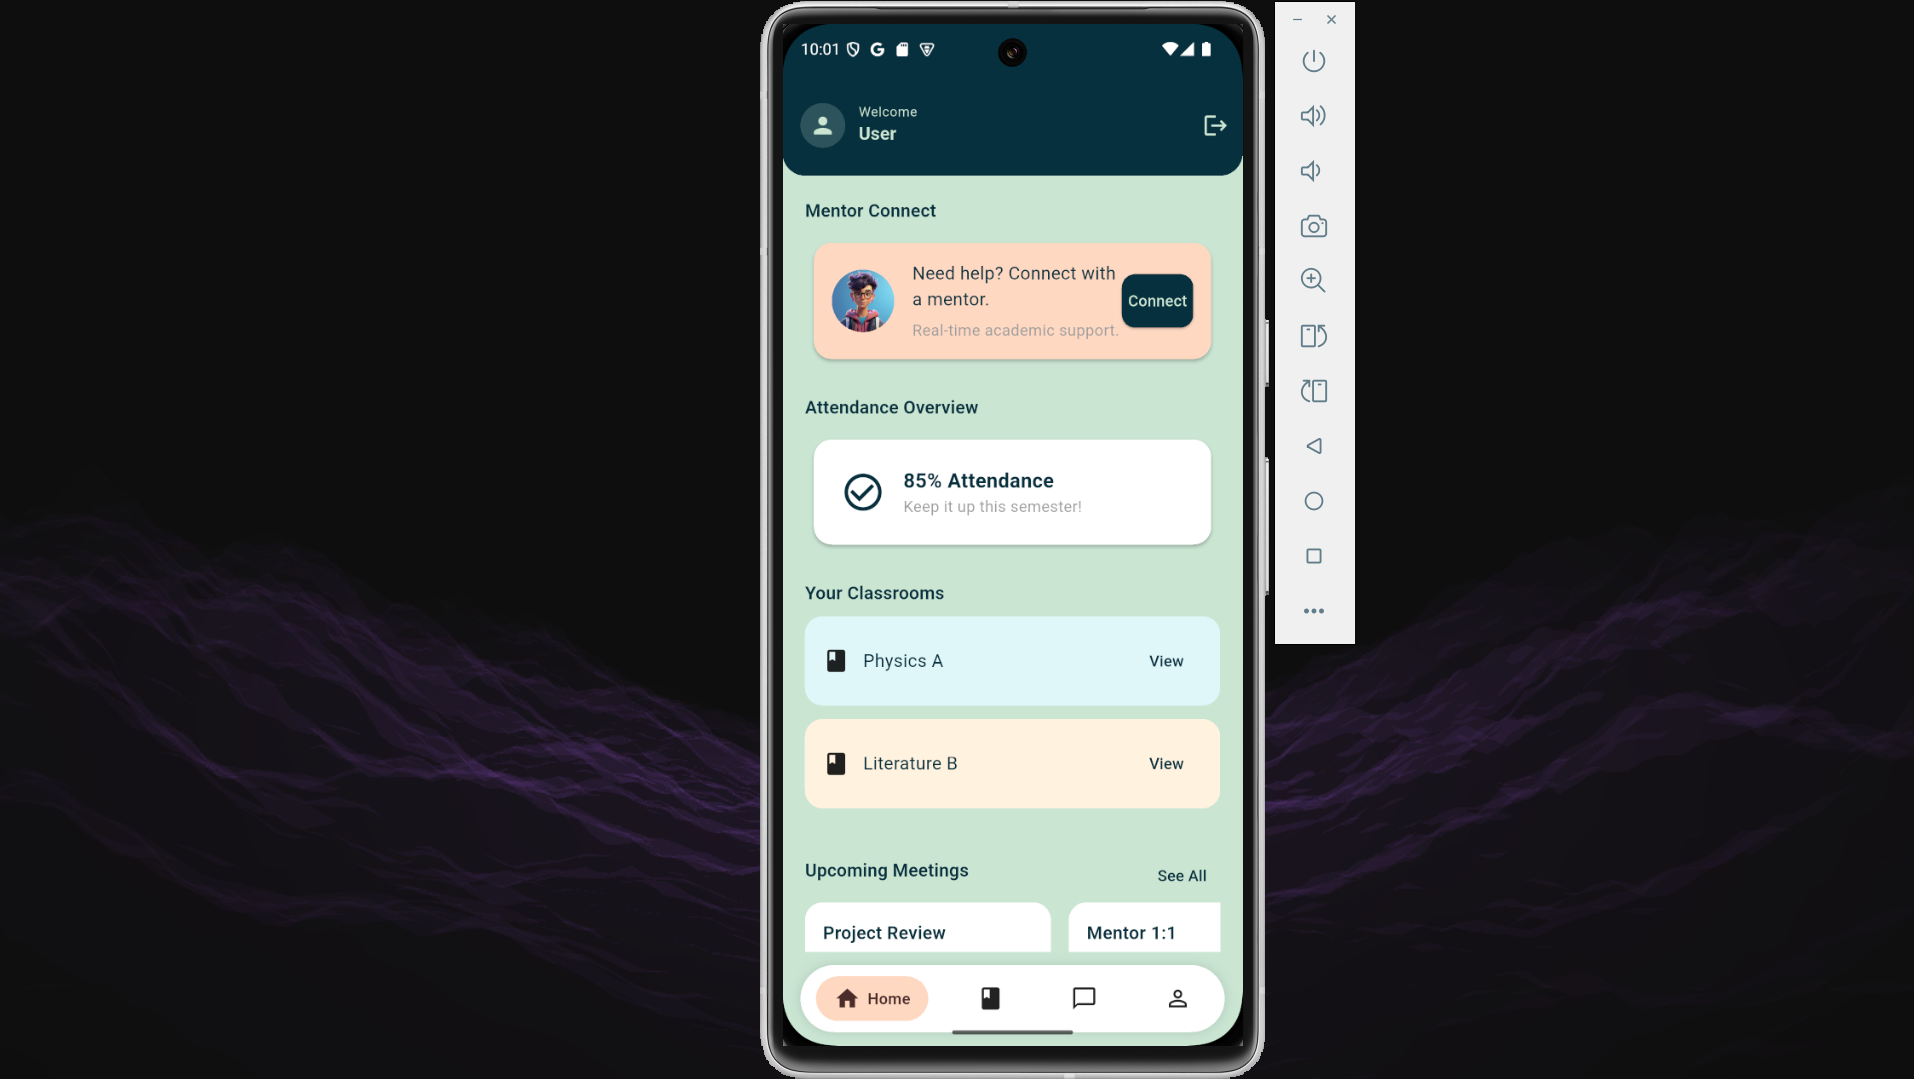 10:01
Welcome
User
Mentor Connect
Need help? Connect with
a mentor.
Real-time academic support.
Connect
Attendance Overview
85% Attendance
Keep it up this semester!
Your Classrooms
Physics A
View
Literature B
View
Upcoming Meetings
See All
Project Review
Mentor 1:1
Home